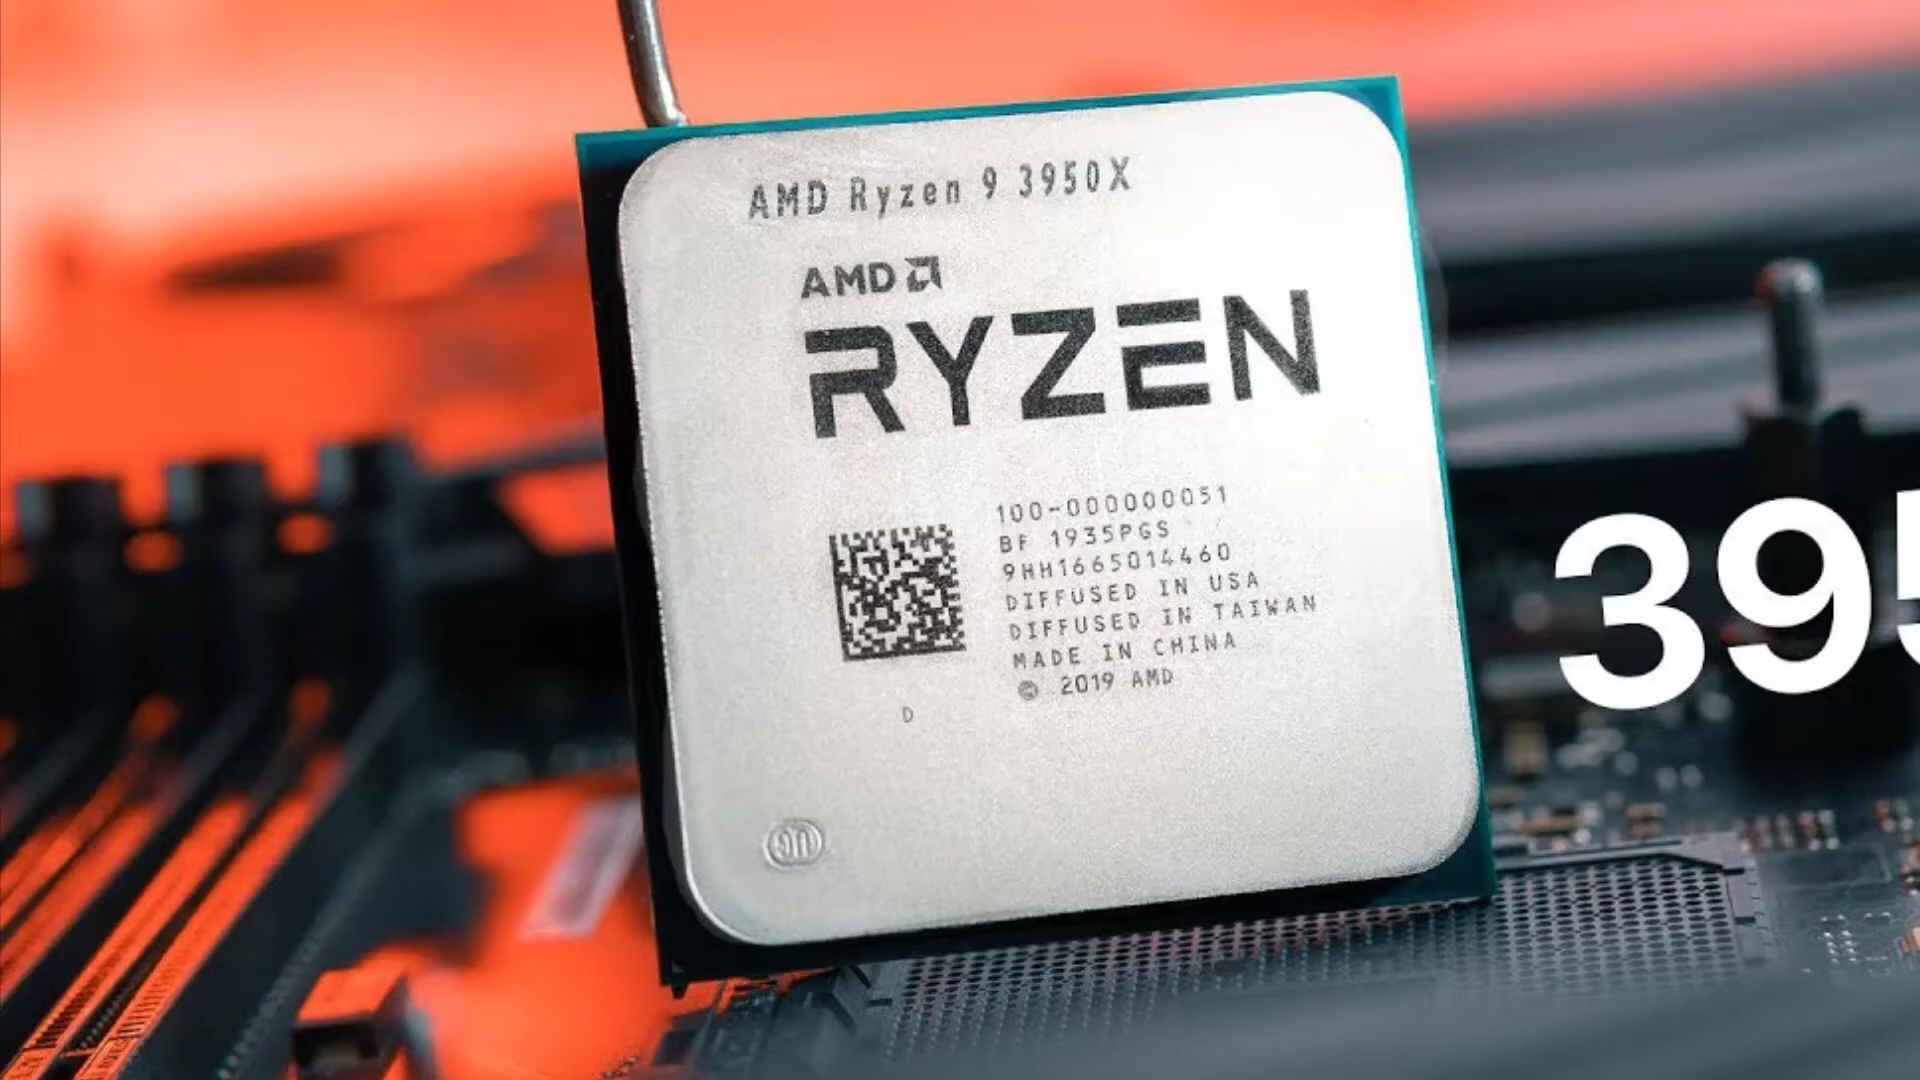 AMD Ryzen 9 3950X
AMD
RYZEN
100-000000051
BF 1935PGS
9HH1665014460
DIFFUSED IN USA
DIFFUSED IN TAIWAN
MADE IN CHINA
© 2019 AMD
D
395